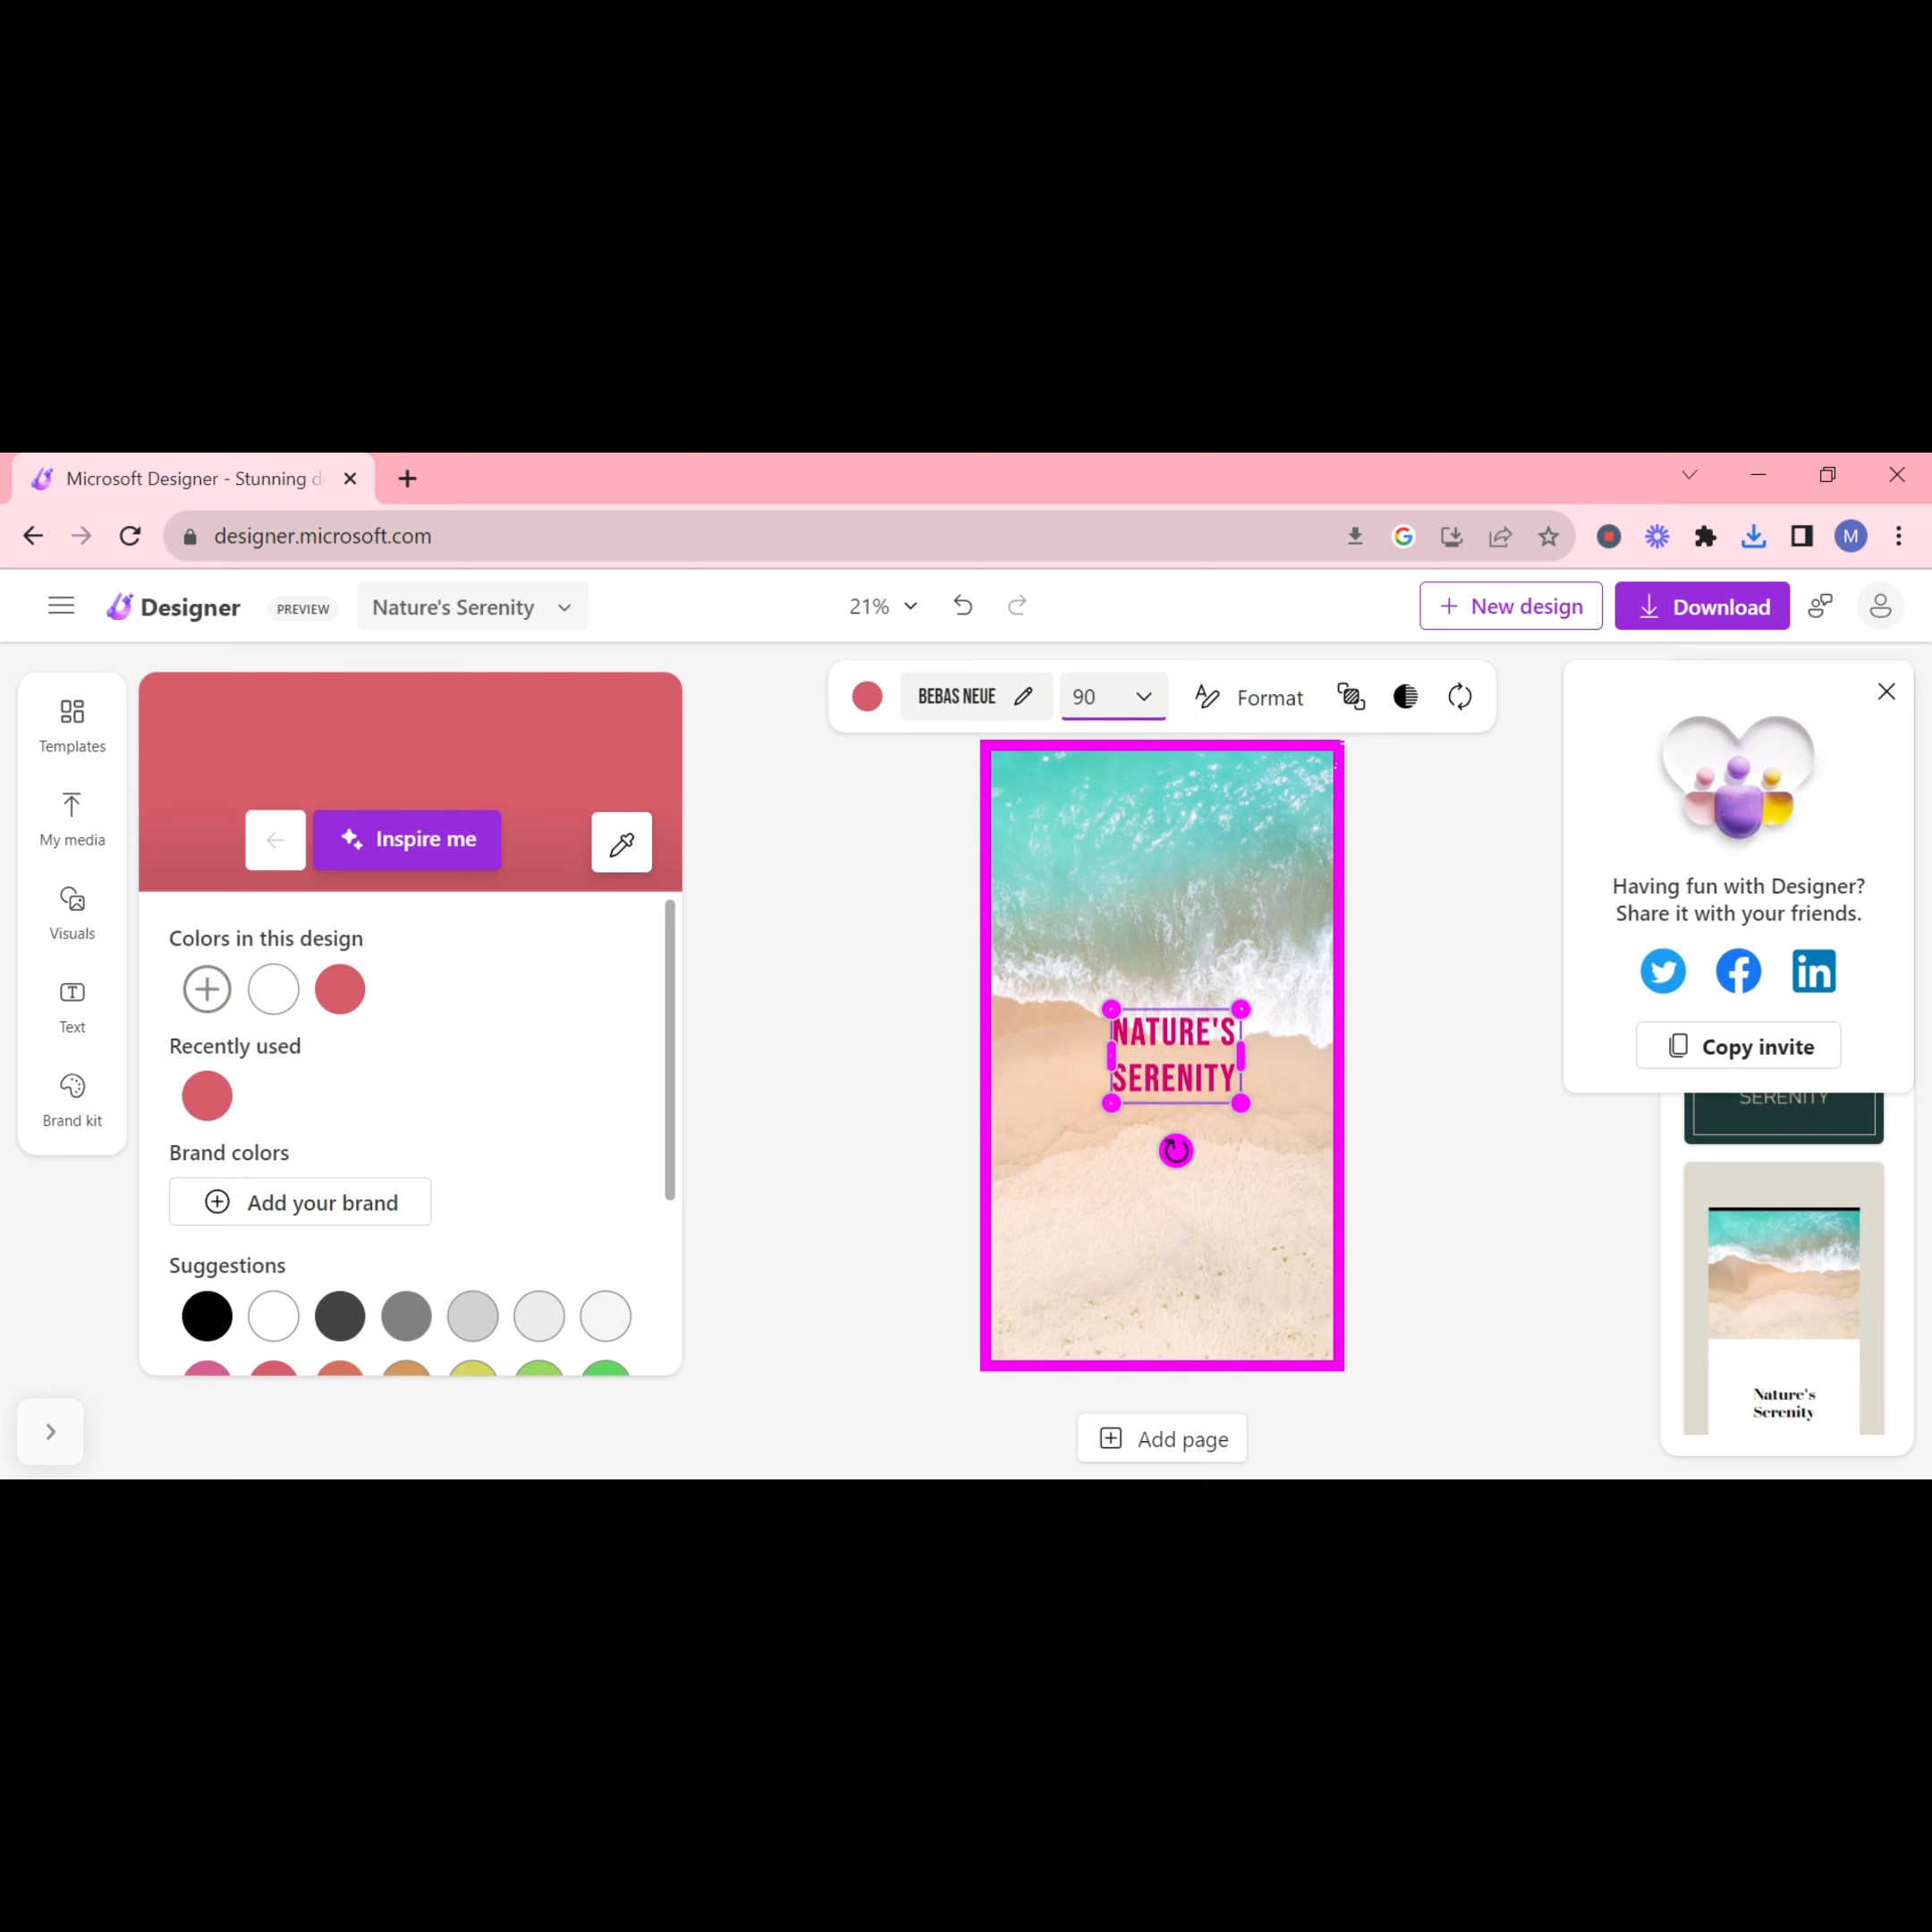 Microsoft Designer - Stunning d
designer.microsoft.com
M
Designer
PREVIEW
Nature's Serenity
21%
New design
Download
Templates
My media
Visuals
Text
Brand kit
Inspire me
Colors in this design
Recently used
Brand colors
Add your brand
Suggestions
BEBAS NEUE
90
Format
NATURE'S
SERENITY
Add page
Having fun with Designer?
Share it with your friends.
Copy invite
SERENITY
Nature's
Serenity